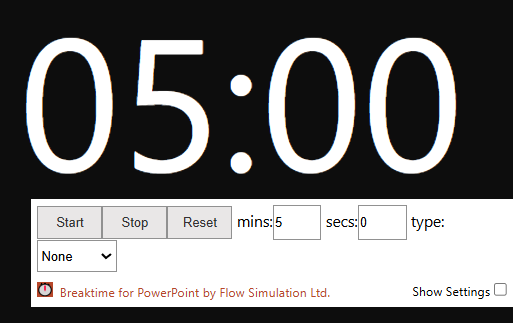 05:00
Start Stop Reset mins: 5 secs: 0 type:
None
Breaktime for PowerPoint by Flow Simulation Ltd. Show Settings